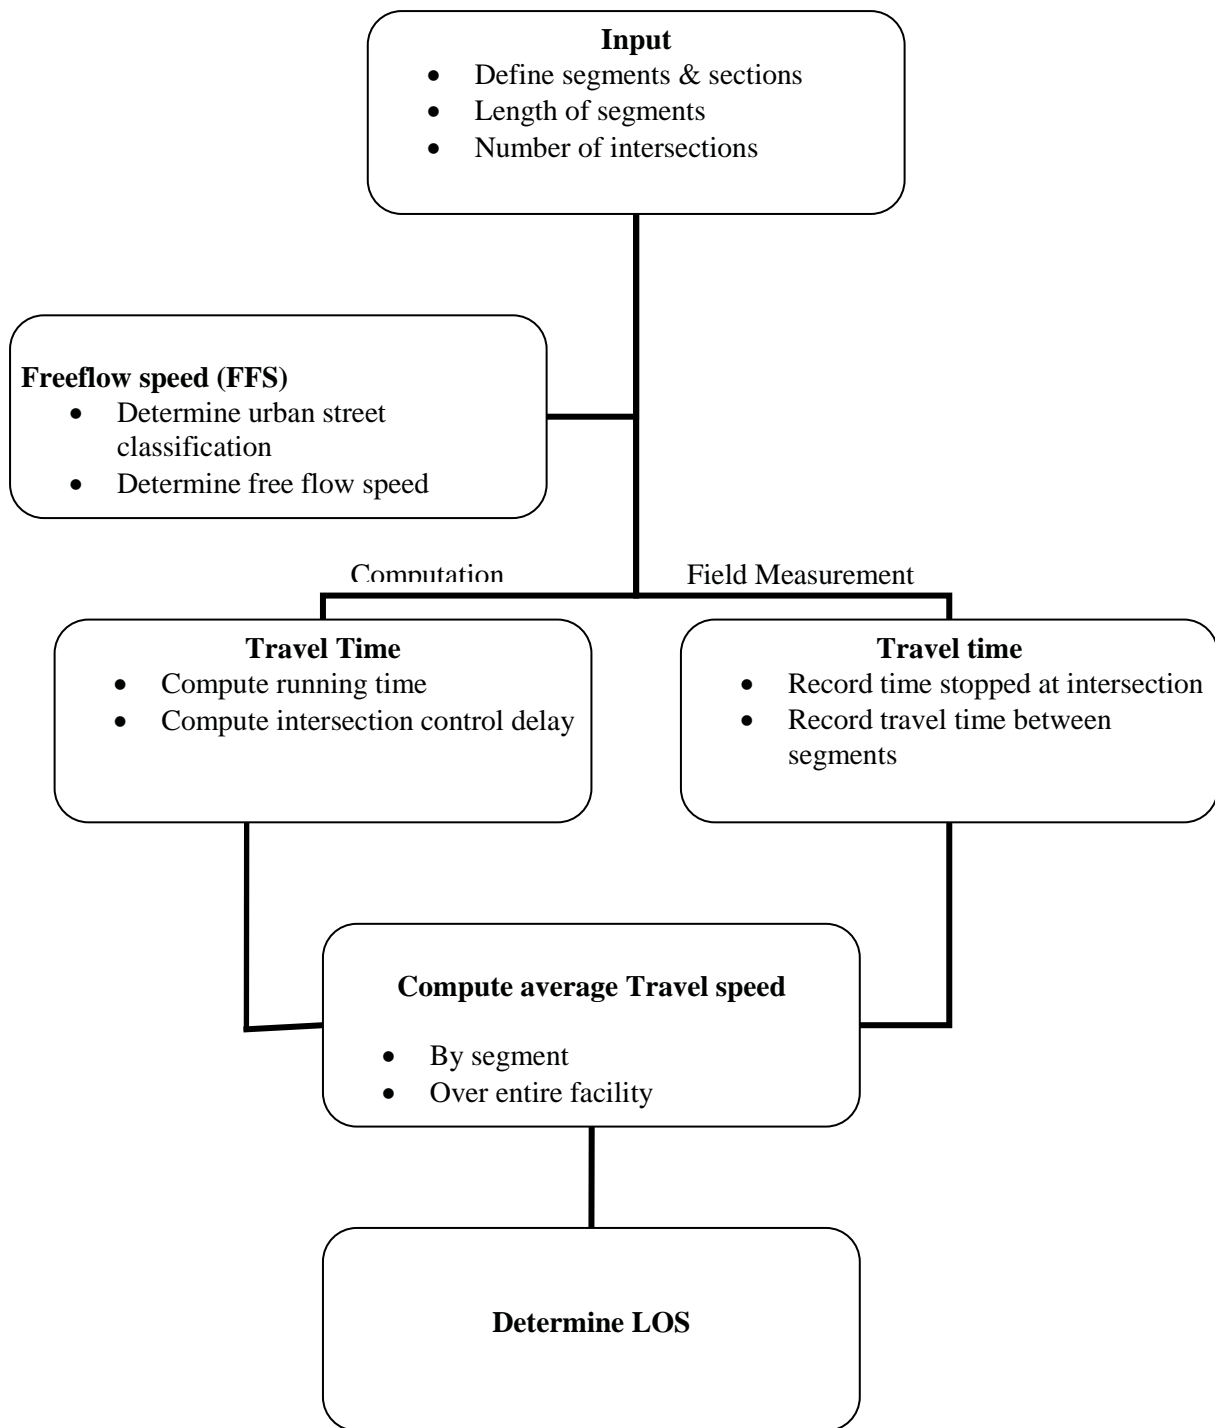 Input
• Define segments & sections
• Length of segments
• Number of intersections
Freeflow speed (FFS)
• Determine urban street
classification
• Determine free flow speed
Computation
Field Measurement
Travel Time
• Compute running time
• Compute intersection control delay
Travel time
• Record time stopped at intersection
• Record travel time between
segments
Compute average Travel speed
• By segment
• Over entire facility
Determine LOS